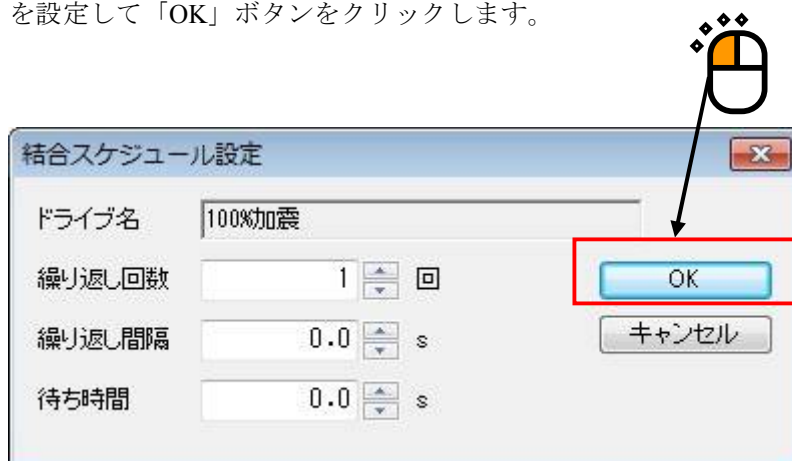 を設定して「OK」ボタンをクリックします。
結合スケジュール設定
ドライブ名 100%加震
繰り返し回数 1 回 OK
繰り返し間隔 0.0 s キャンセル
待ち時間 0.0 s